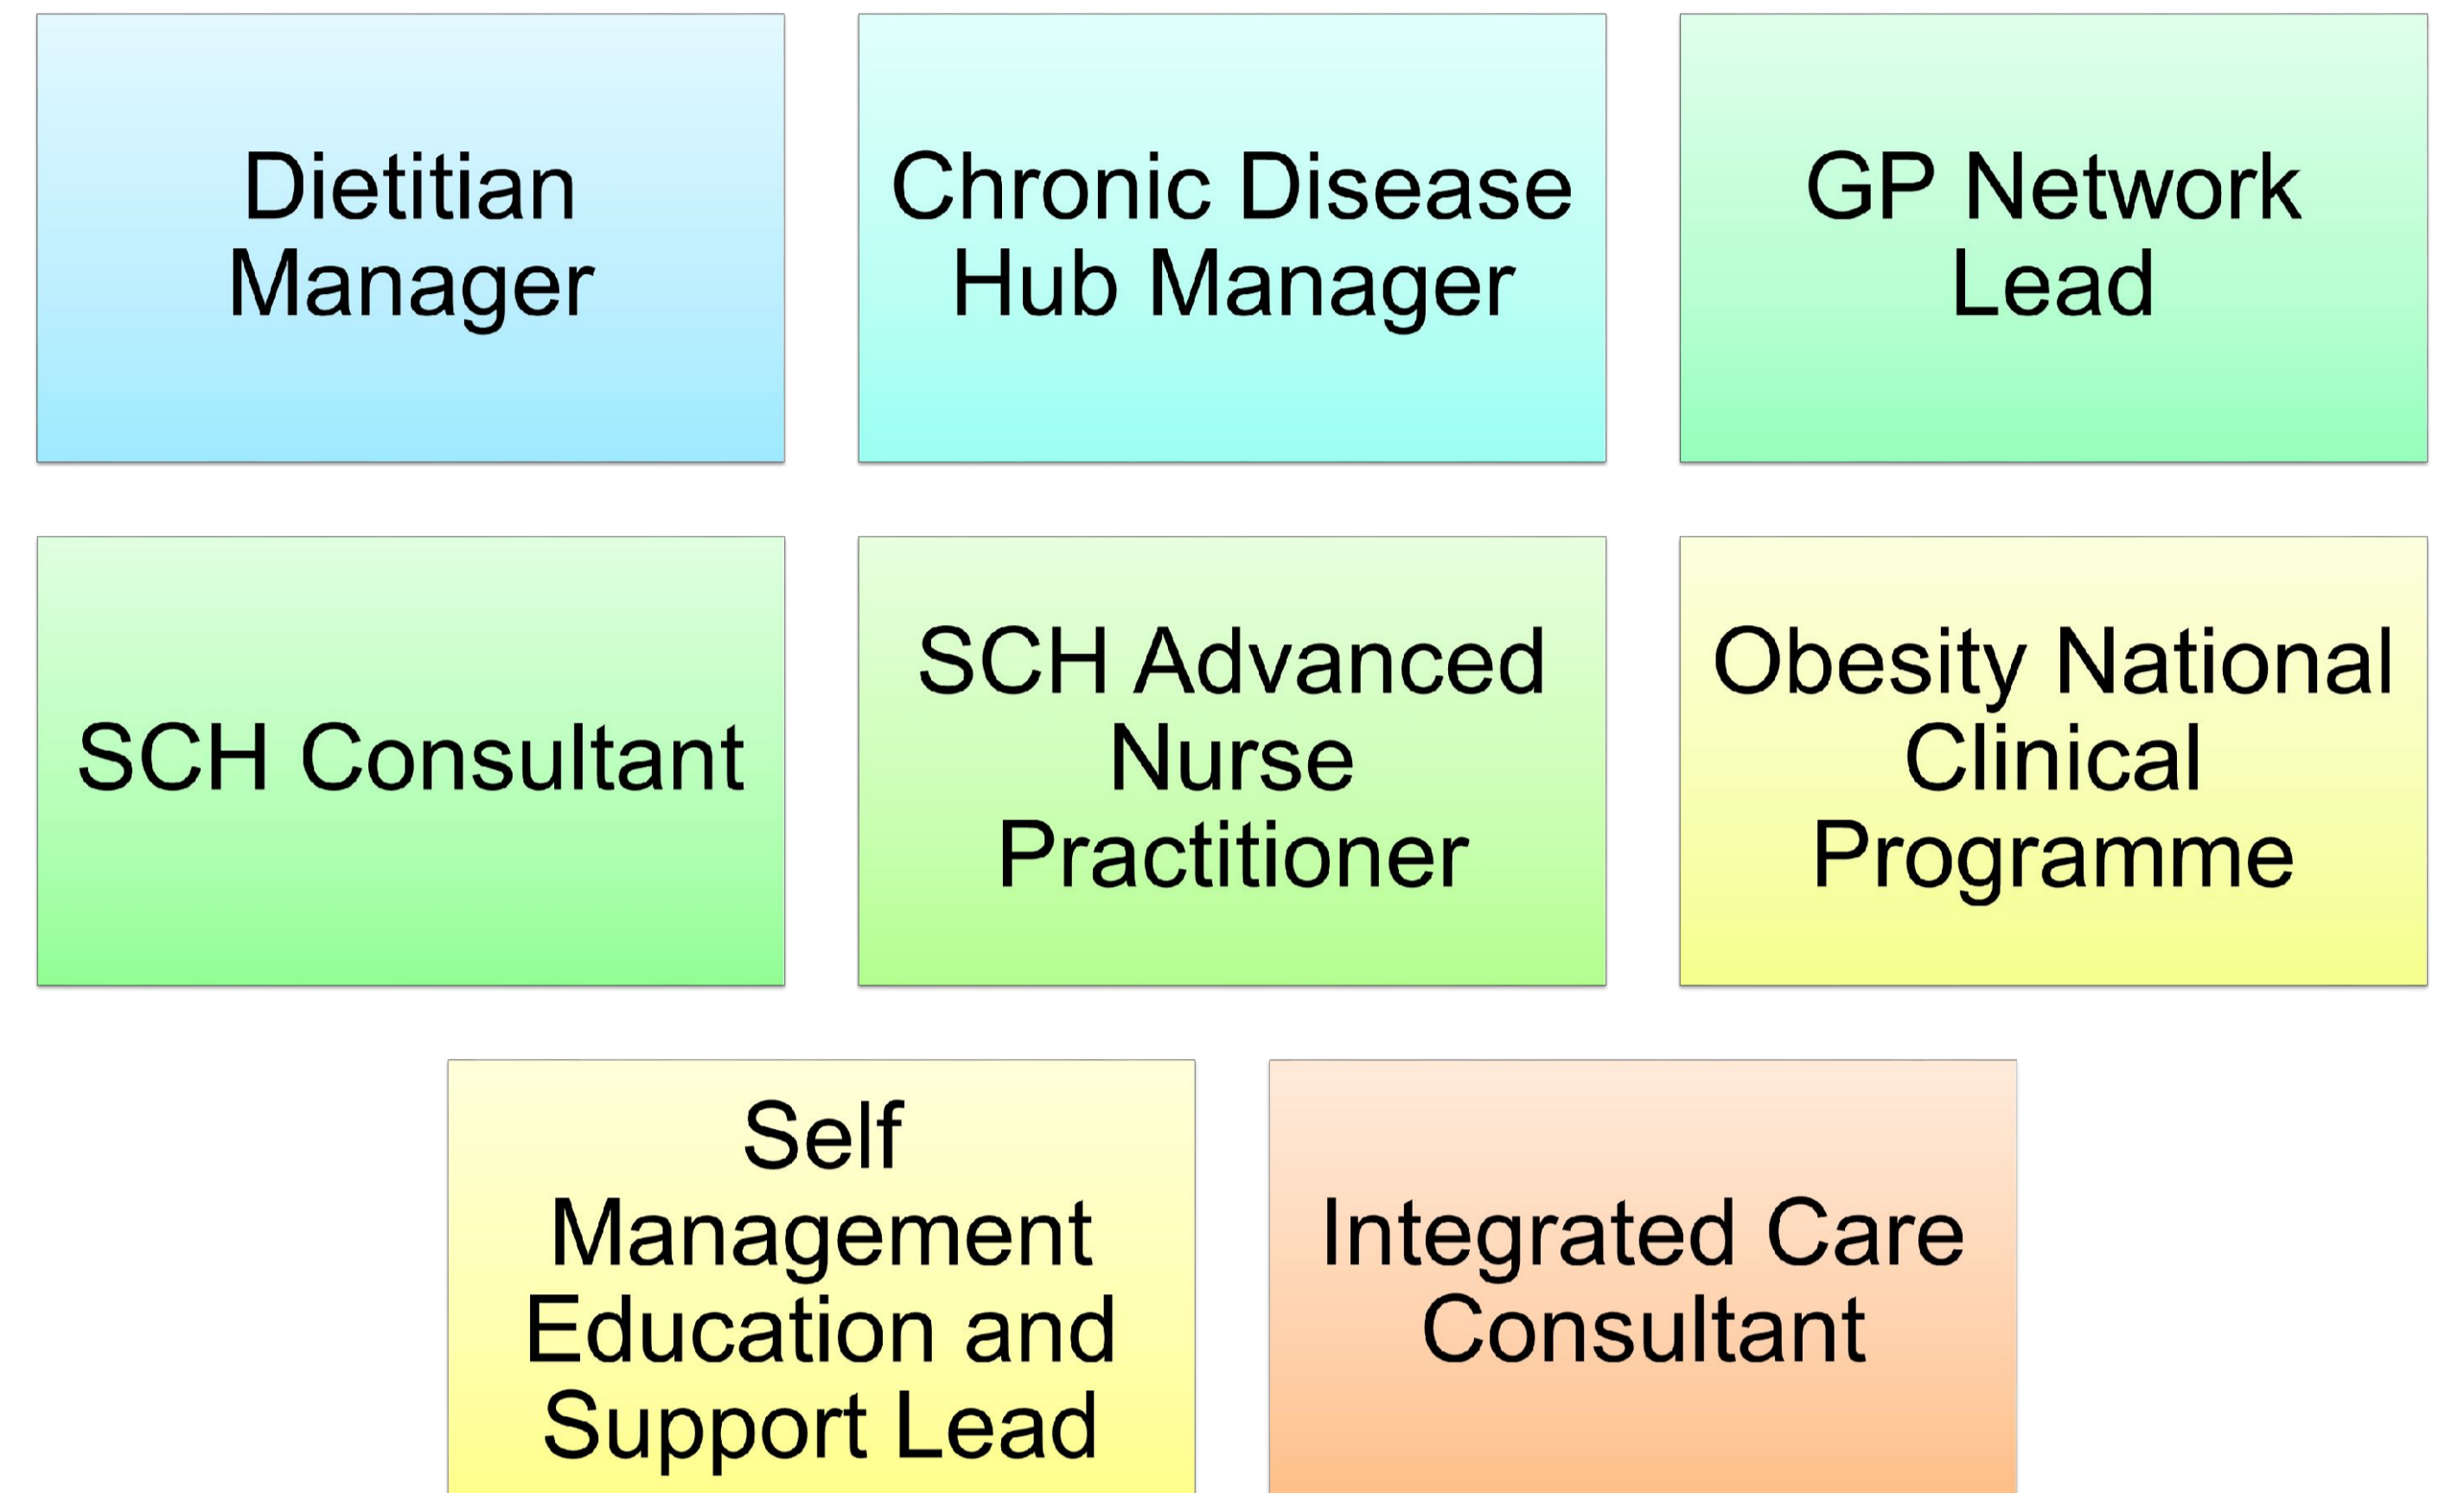 Dietitian
Manager
Chronic Disease
Hub Manager
GP Network
Lead
SCH Consultant
SCH Advanced
Nurse
Practitioner
Obesity National
Clinical
Programme
Self
Management
Education and
Support Lead
Integrated Care
Consultant